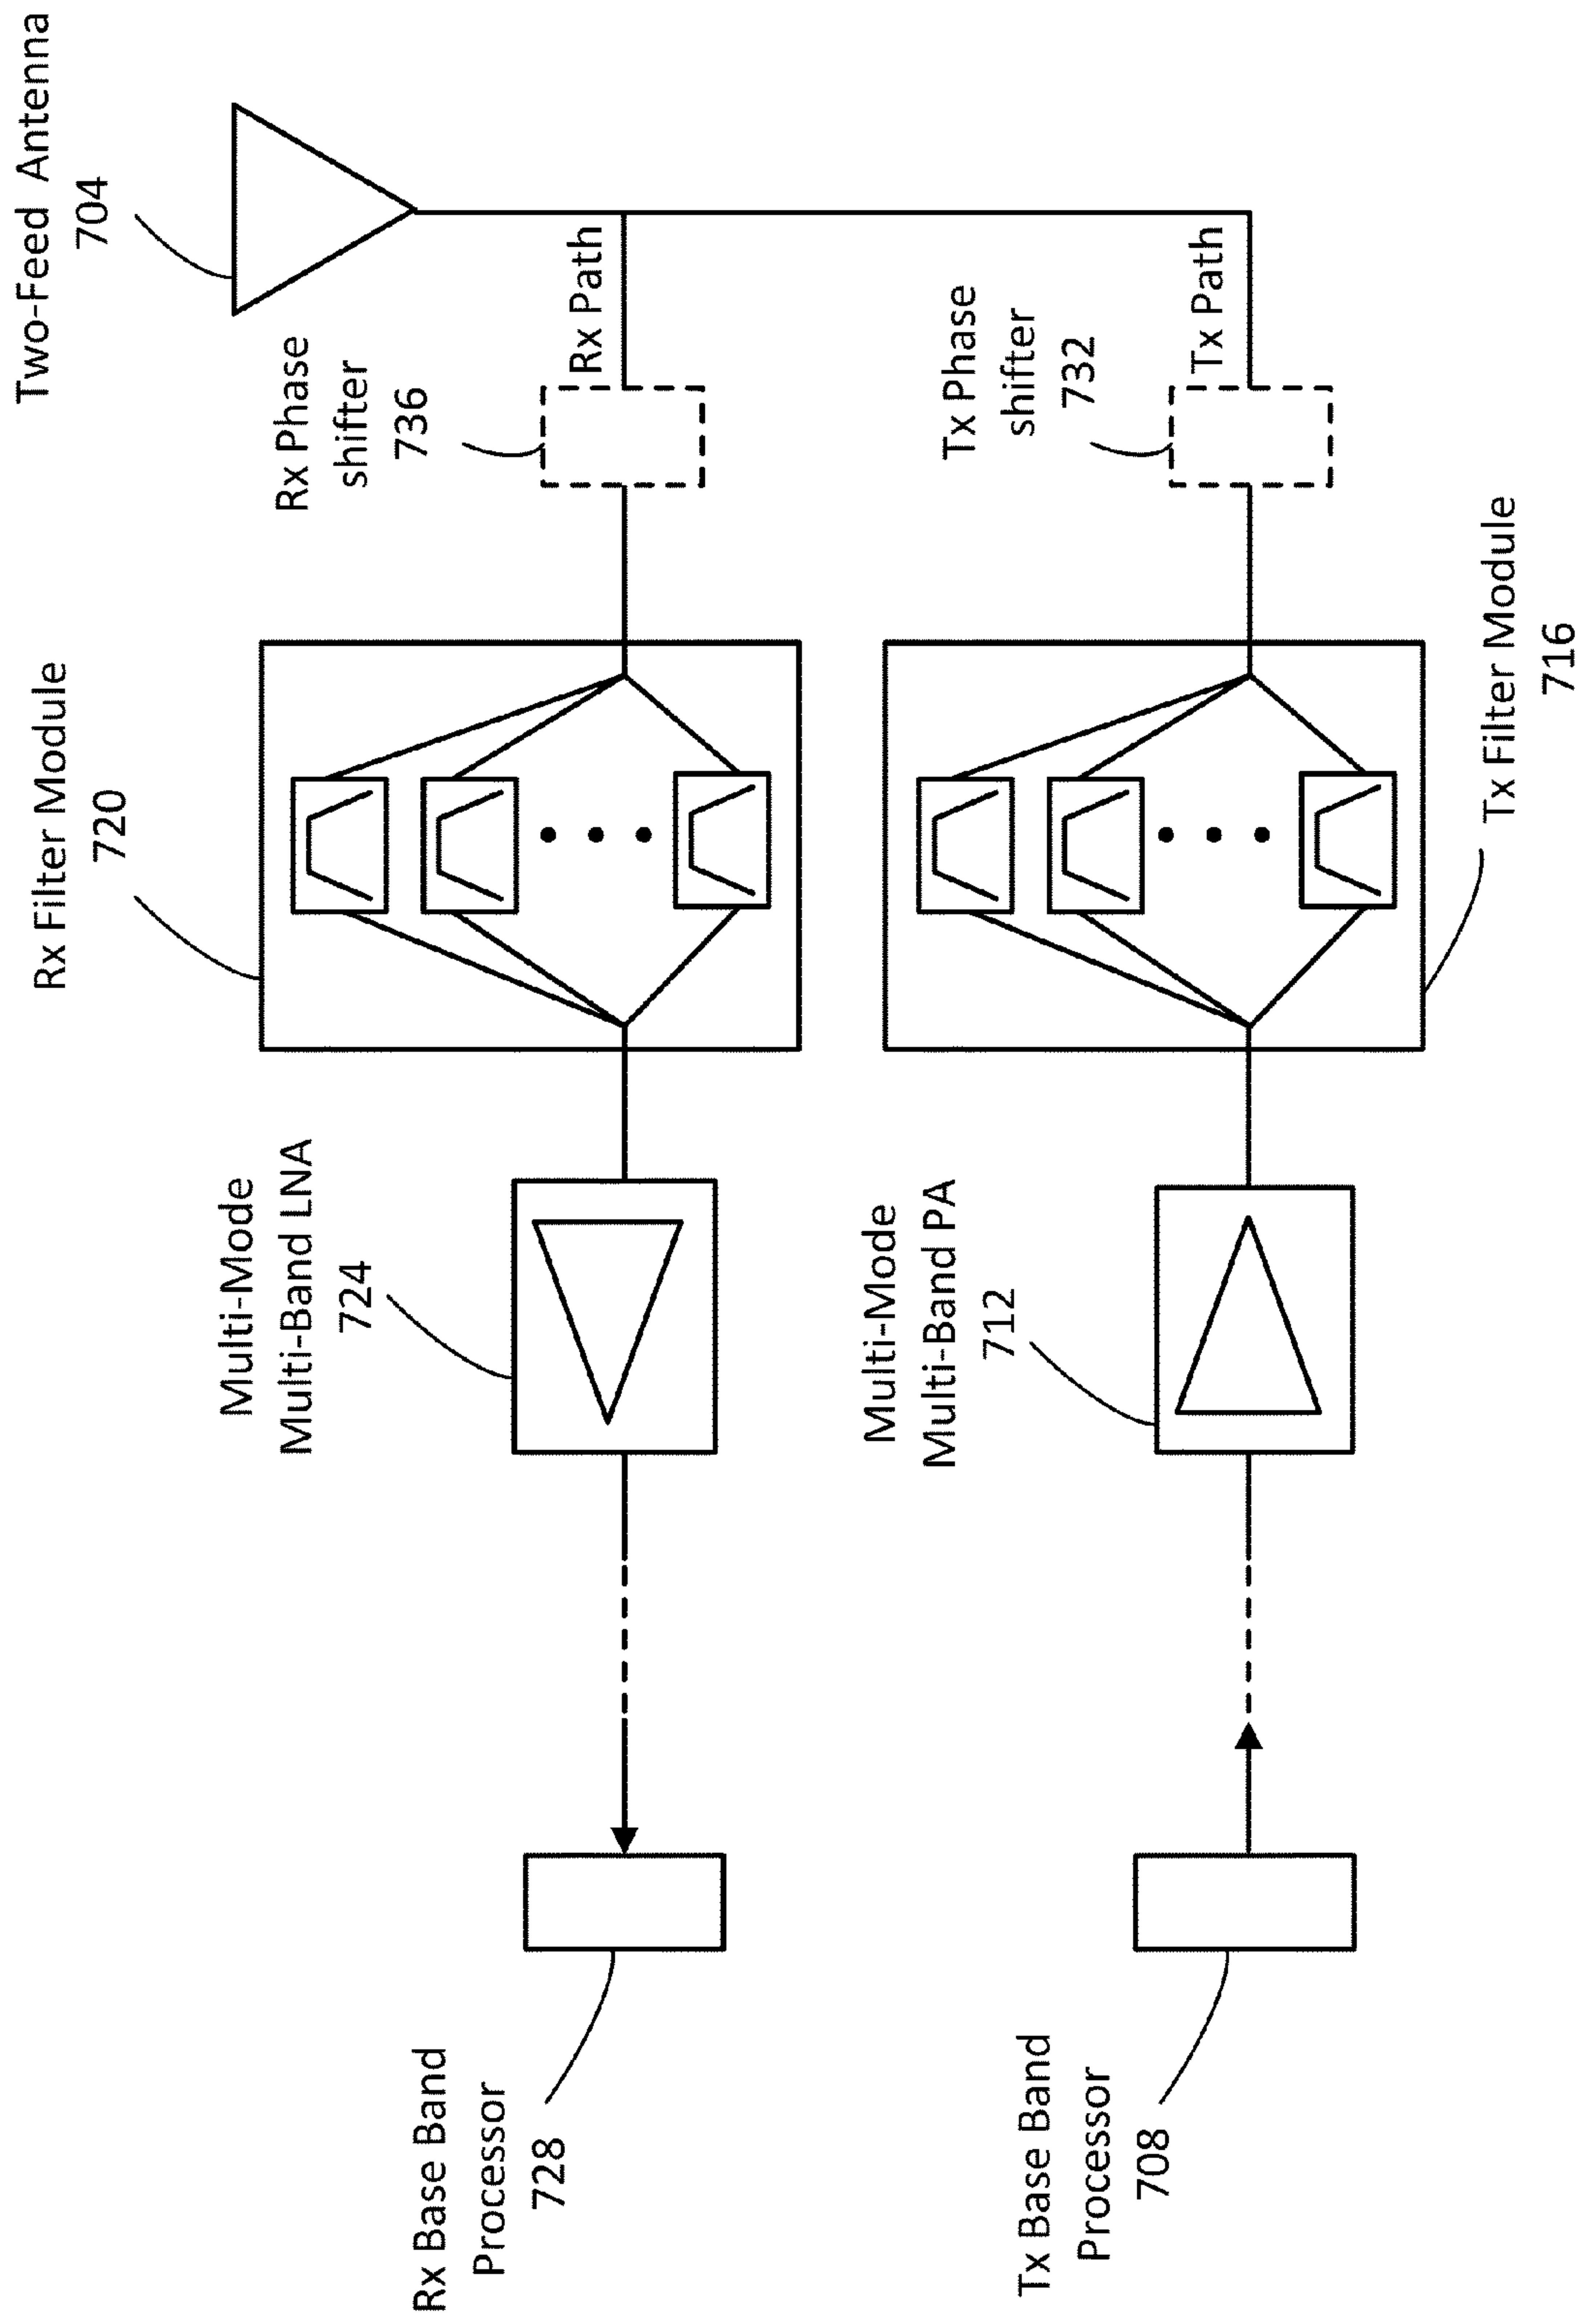 Two-Feed Antenna
704
Rx Path
Rx Phase
shifter
736
Tx Path
Tx Phase
shifter
732
Rx Filter Module
720
Tx Filter Module
716
Multi-Mode
Multi-Band LNA
724
Multi-Mode
Multi-Band PA
712
Rx Base Band
Processor
728
Tx Base Band
Processor
708